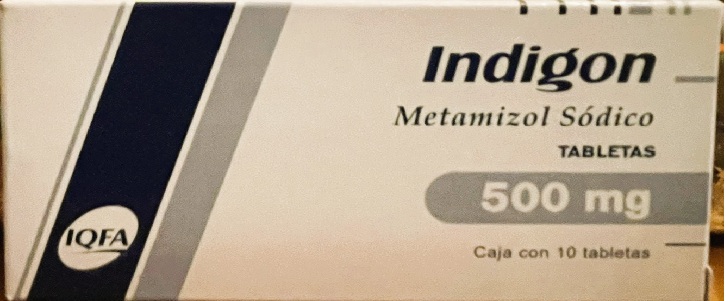 Indigon
Metamizol Sódico
TABLETAS
500 mg
Caja con 10 tabletas
IQFA